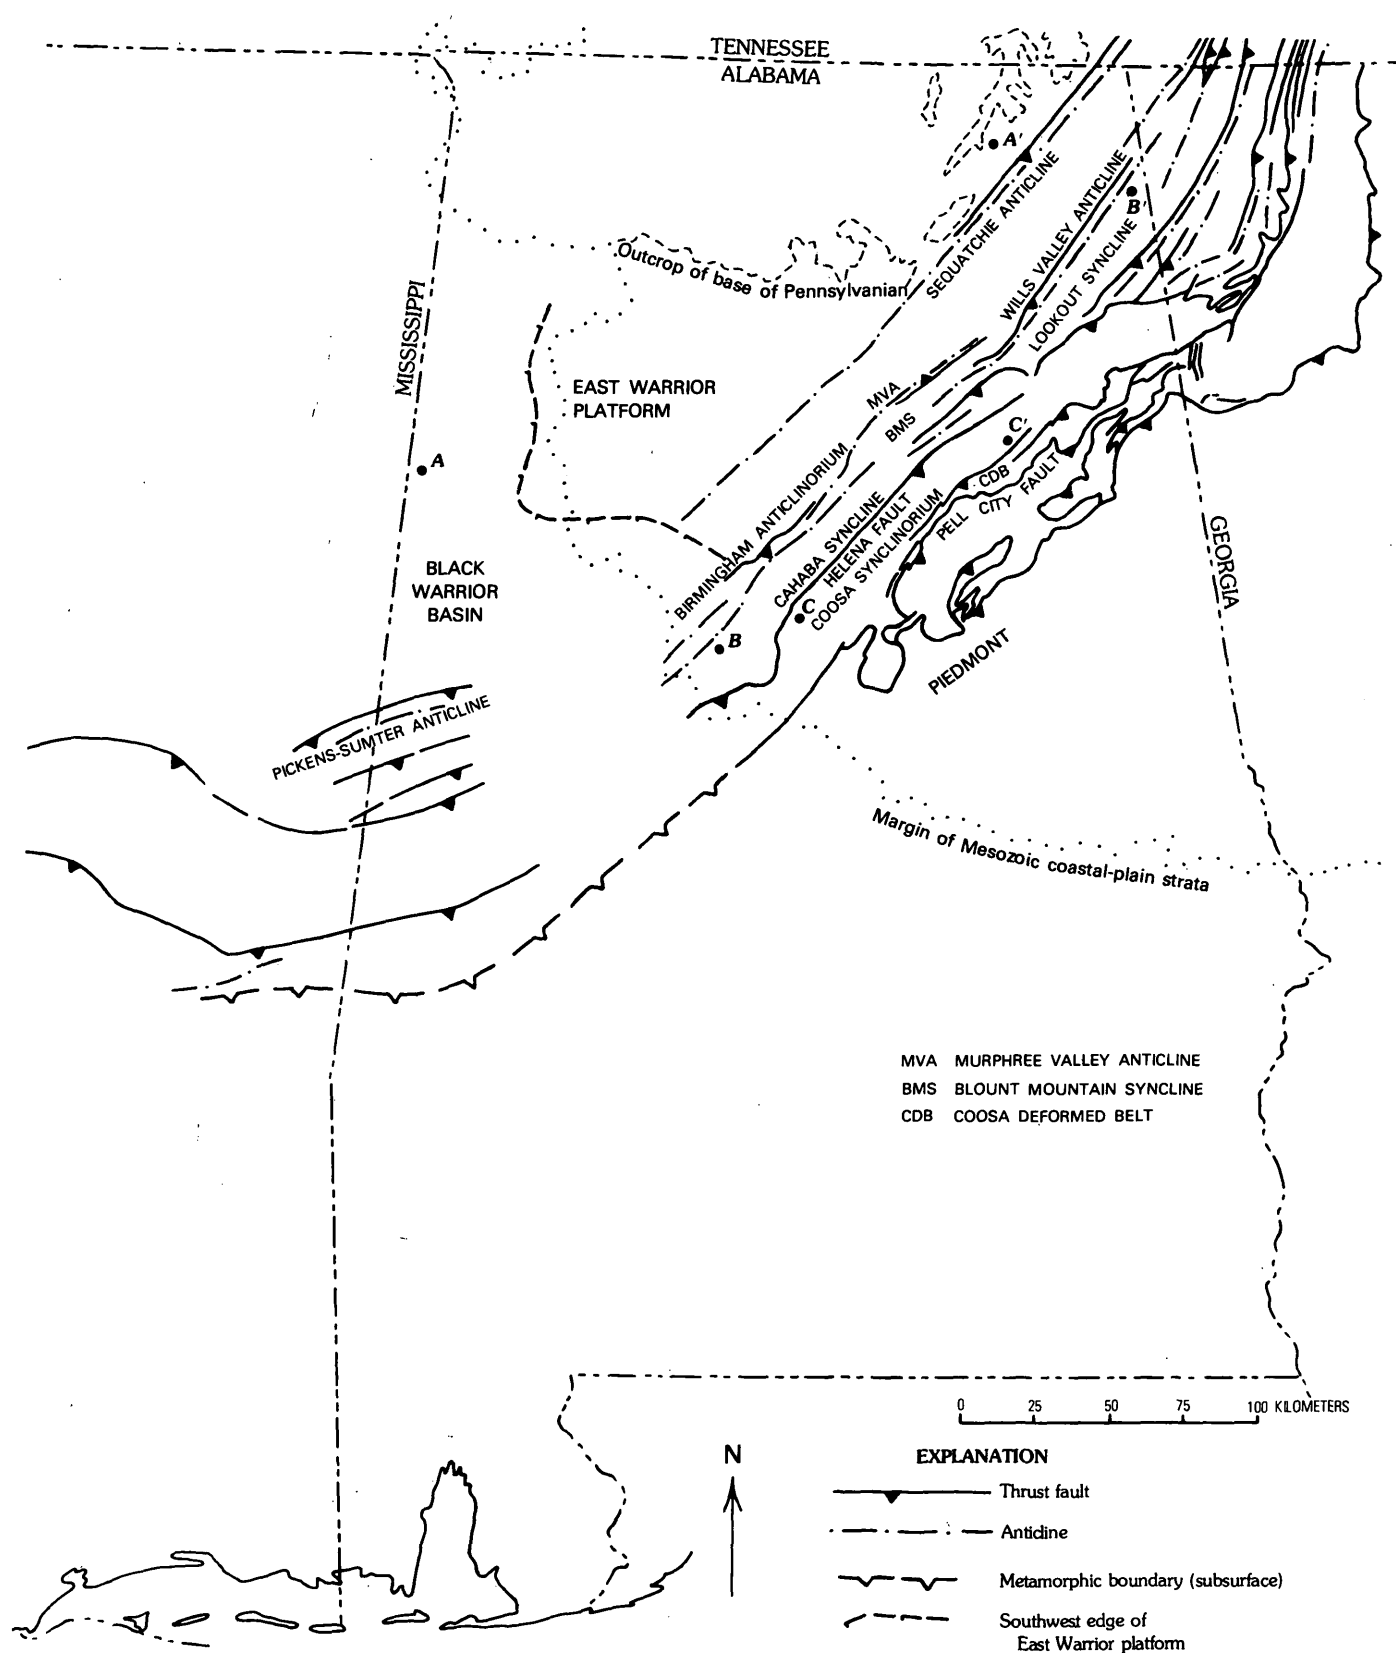 TENNESSEE
ALABAMA
A'
SEQUATCHIE ANTICLINE
WILLS VALLEY ANTICLINE
B'
LOOKOUT SYNCLINE
Outcrop of base of Pennsylvanian
MISSISSIPPI
EAST WARRIOR
PLATFORM
MVA
BMS
A
C'
CDB
PELL CITY FAULT
BIRMINGHAM ANTICLINORIUM
CAHABA SYNCLINE
HELENA FAULT
COOSA SYNCLINORIUM
GEORGIA
BLACK
WARRIOR
BASIN
C
B
PIEDMONT
PICKENS-SUMTER ANTICLINE
Margin of Mesozoic coastal-plain strata
MVA MURPHREE VALLEY ANTICLINE
BMS BLOUNT MOUNTAIN SYNCLINE
CDB COOSA DEFORMED BELT
0 25 50 75 100 KILOMETERS
N
EXPLANATION
Thrust fault
Anticline
Metamorphic boundary (subsurface)
Southwest edge of
East Warrior platform